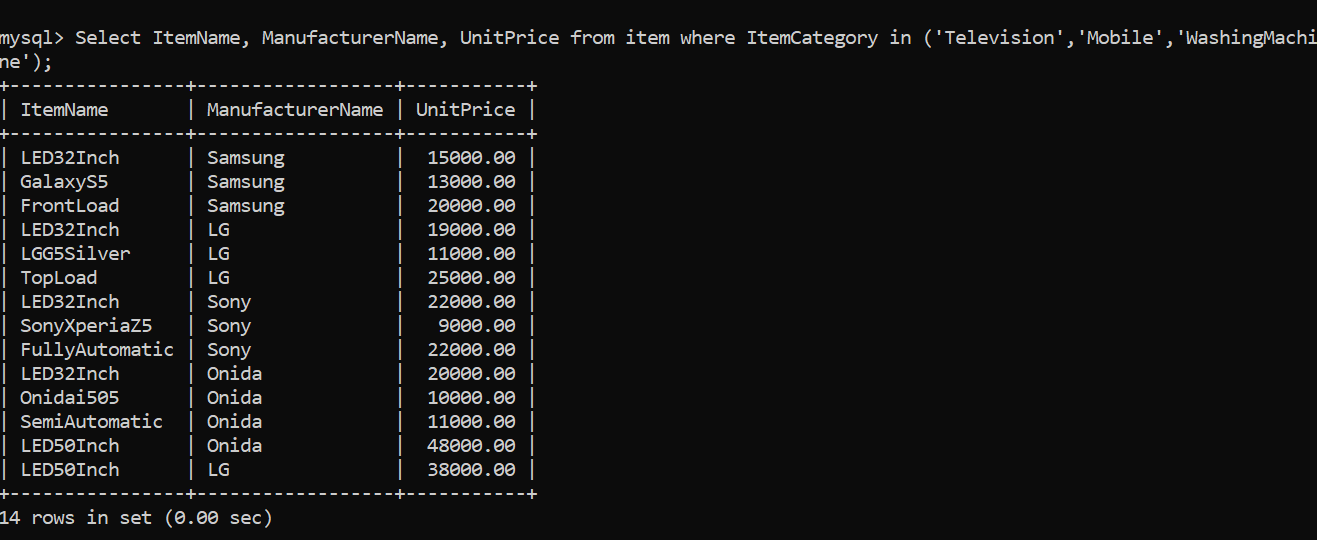 mysql> Select ItemName, ManufacturerName, UnitPrice from item where ItemCategory in ('Television','Mobile','WashingMachi
ne');
+----------------+------------------+-----------+
| ItemName       | ManufacturerName | UnitPrice |
+----------------+------------------+-----------+
| LED32Inch      | Samsung          |  15000.00 |
| GalaxyS5       | Samsung          |  13000.00 |
| FrontLoad      | Samsung          |  20000.00 |
| LED32Inch      | LG               |  19000.00 |
| LGG5Silver     | LG               |  11000.00 |
| TopLoad        | LG               |  25000.00 |
| LED32Inch      | Sony             |  22000.00 |
| SonyXperiaZ5   | Sony             |   9000.00 |
| FullyAutomatic | Sony             |  22000.00 |
| LED32Inch      | Onida            |  20000.00 |
| Onidai505      | Onida            |  10000.00 |
| SemiAutomatic  | Onida            |  11000.00 |
| LED50Inch      | Onida            |  48000.00 |
| LED50Inch      | LG               |  38000.00 |
+----------------+------------------+-----------+
14 rows in set (0.00 sec)